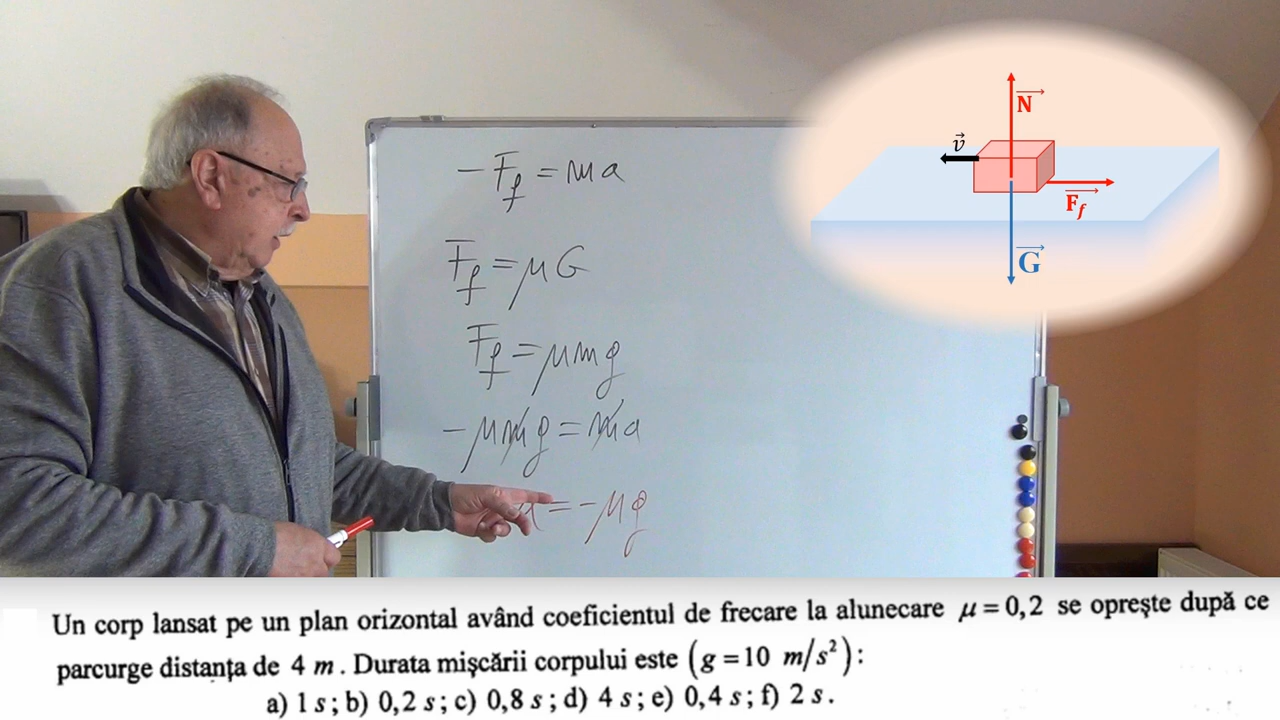 -F_f = ma
F_f = μG
F_f = μmg
-μmg = ma
a = -μg
N
v
F_f
G
Un corp lansat pe un plan orizontal având coeficientul de frecare la alunecare μ = 0,2 se oprește după ce
parcurge distanța de 4 m. Durata mișcării corpului este (g = 10 m/s²):
a) 1 s; b) 0,2 s; c) 0,8 s; d) 4 s; e) 0,4 s; f) 2 s.